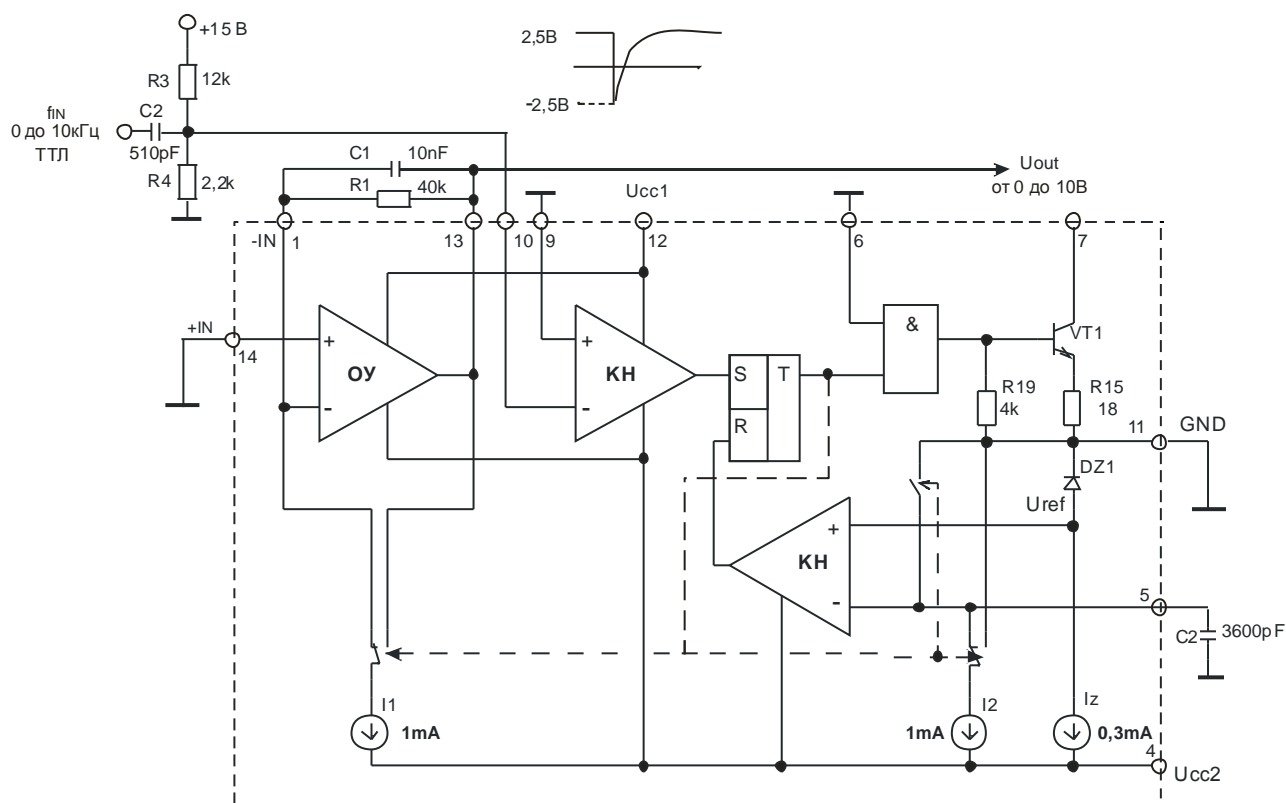 +15 В
R3
12k
C2
fIN
0 до 10кГц
ТТЛ
510pF
R4
2,2k
2,5В
-2,5В
C1
10nF
R1
40k
Uout
от 0 до 10В
Ucc1
-IN
1
13
10
9
12
6
7
+IN
14
+
-
ОУ
+
-
КН
S
T
R
&
VT1
R19
4k
R15
18
11
GND
DZ1
Uref
+
-
КН
5
C2
3600pF
I1
1mA
I2
1mA
Iz
0,3mA
4
Ucc2